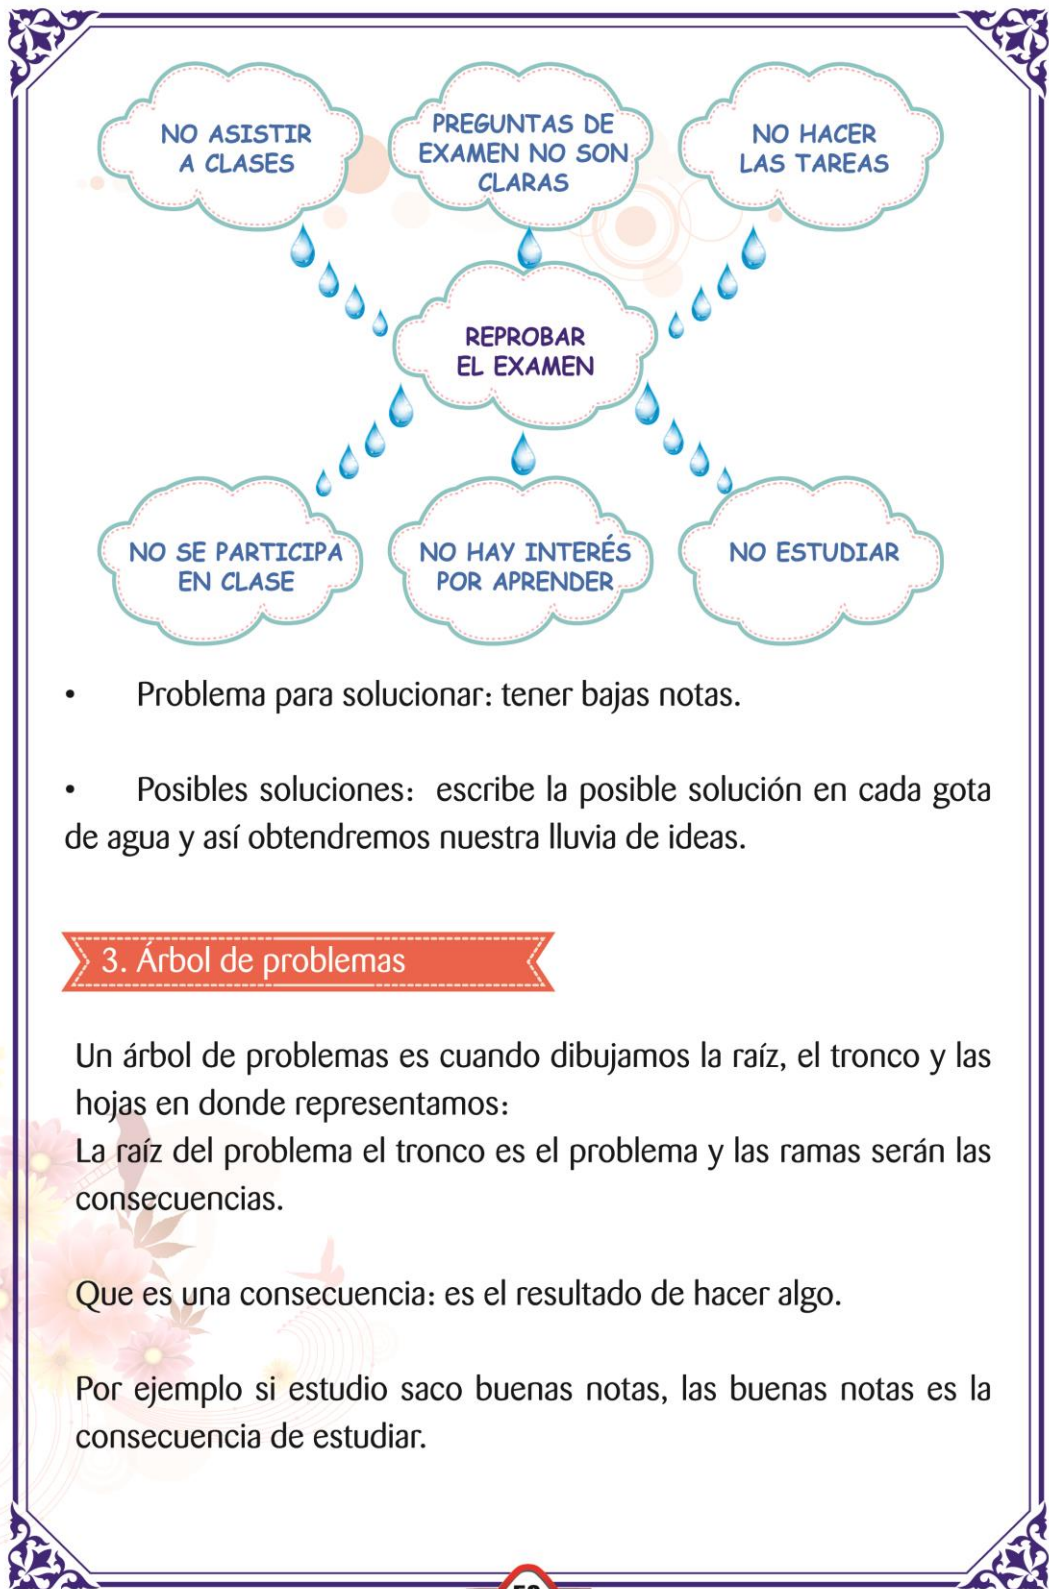 NO ASISTIR
A CLASES
PREGUNTAS DE
EXAMEN NO SON
CLARAS
NO HACER
LAS TAREAS
REPROBAR
EL EXAMEN
NO SE PARTICIPA
EN CLASE
NO HAY INTERÉS
POR APRENDER
NO ESTUDIAR
• Problema para solucionar: tener bajas notas.
• Posibles soluciones: escribe la posible solución en cada gota
de agua y así obtendremos nuestra lluvia de ideas.
3. Árbol de problemas
Un árbol de problemas es cuando dibujamos la raíz, el tronco y las
hojas en donde representamos:
La raíz del problema el tronco es el problema y las ramas serán las
consecuencias.
Que es una consecuencia: es el resultado de hacer algo.
Por ejemplo si estudio saco buenas notas, las buenas notas es la
consecuencia de estudiar.